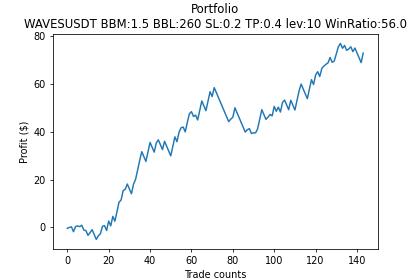 Portfolio
WAVESUSDT BBM:1.5 BBL:260 SL:0.2 TP:0.4 lev:10 WinRatio:56.0
80
60
40
20
0
Profit ($)
0 20 40 60 80 100 120 140
Trade counts